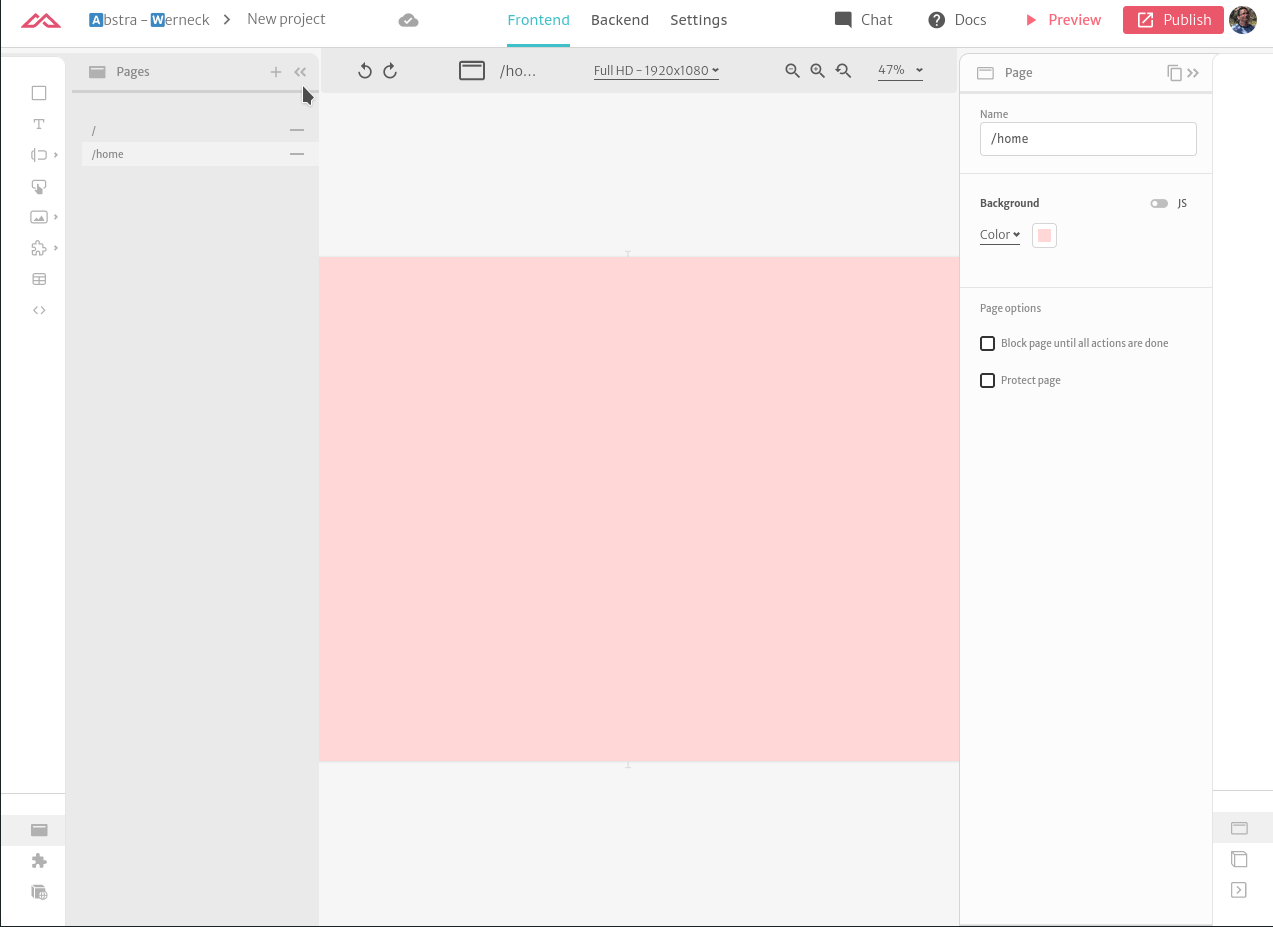 Abstra - Werneck > New project
Frontend Backend Settings
Chat Docs Preview Publish
Pages
/
/home
/ho...
Full HD - 1920x1080
47%
Page
Name
/home
Background
JS
Color
Page options
Block page until all actions are done
Protect page